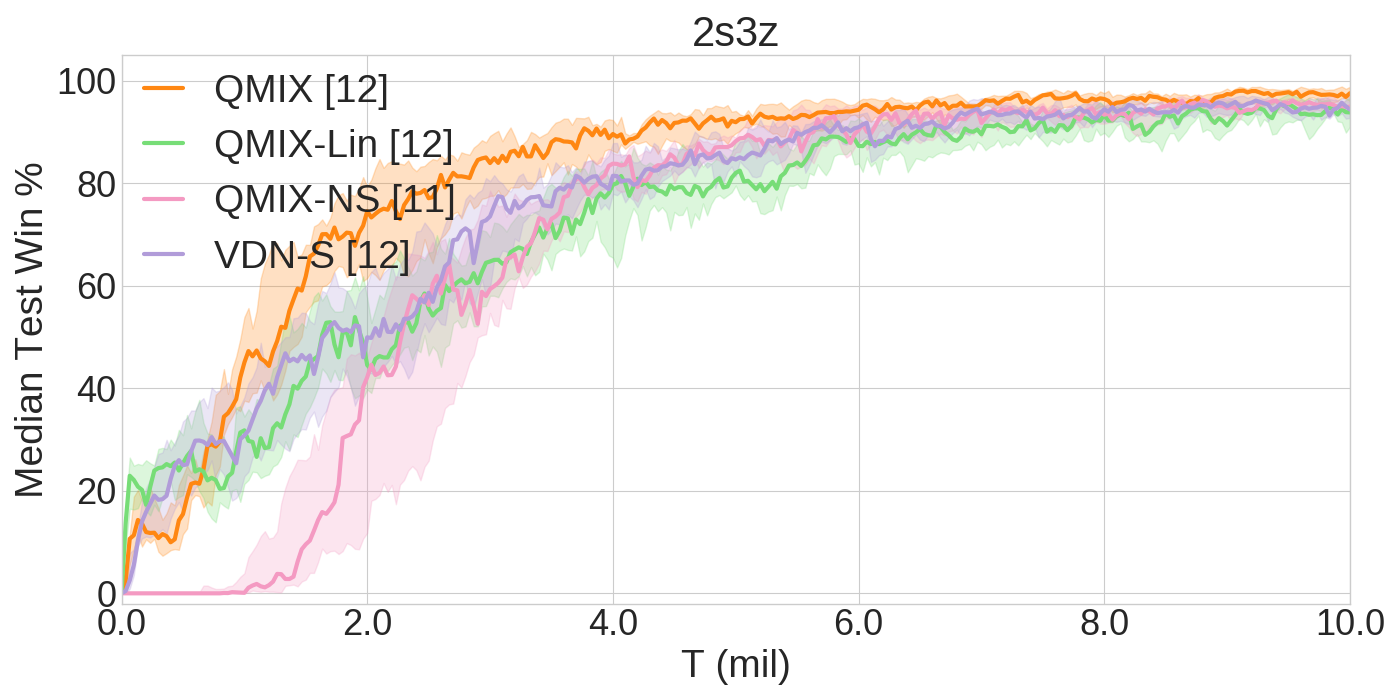 2s3z
100
80
60
40
20
0
Median Test Win %
QMIX [12]
QMIX-Lin [12]
QMIX-NS [11]
VDN-S [12]
0.0 2.0 4.0 6.0 8.0 10.0
T (mil)